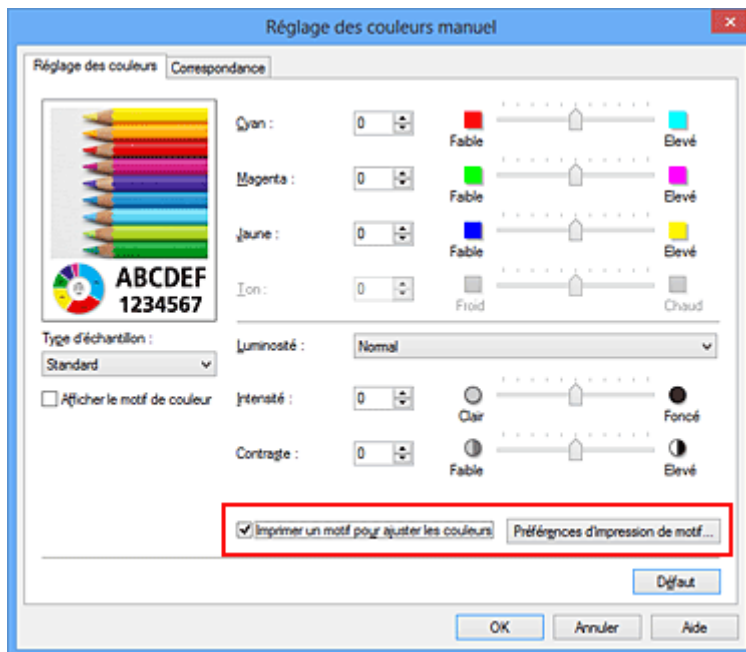 Réglage des couleurs manuel
Réglage des couleurs Correspondance
Cyan : 0 Faible Elevé
Magenta : 0 Faible Elevé
Jaune : 0 Faible Elevé
Ton : 0 Froid Chaud
ABCDEF
1234567
Type d'échantillon :
Standard
Afficher le motif de couleur
Luminosité : Normal
Intensité : 0 Clair Foncé
Contraste : 0 Faible Elevé
Imprimer un motif pour ajuster les couleurs Préférences d'impression de motif...
Défaut
OK Annuler Aide